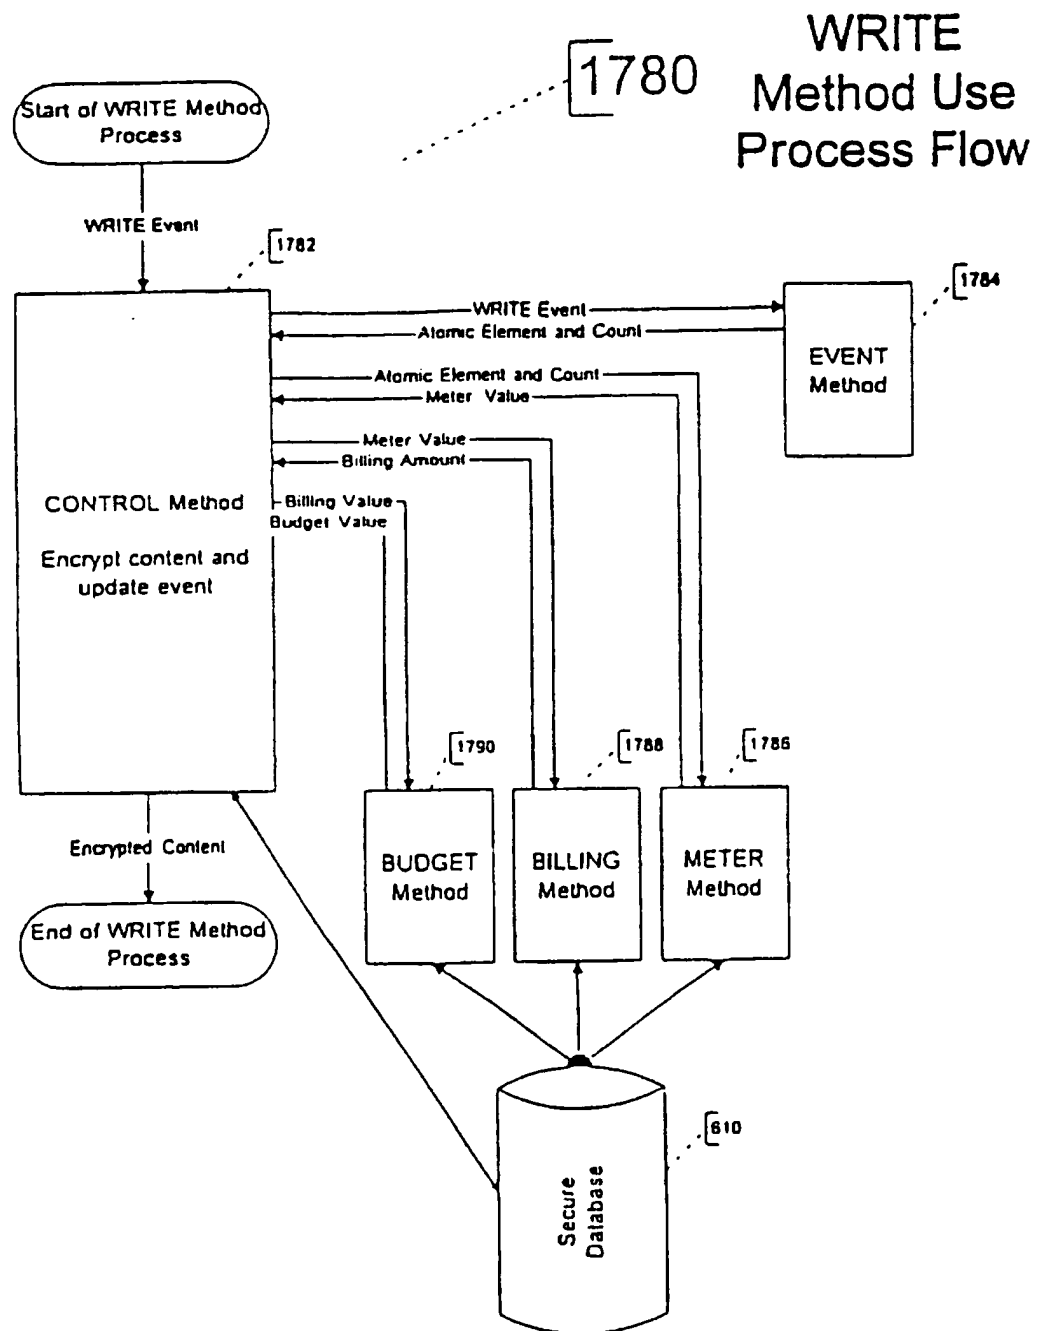 WRITE
Method Use
Process Flow
1780
Start of WRITE Method
Process
WRITE Event
1782
1784
WRITE Event
Atomic Element and Count
EVENT
Method
Atomic Element and Count
Meter Value
Meter Value
Billing Amount
CONTROL Method
Encrypt content and
update event
Billing Value
Budget Value
1790
1788
1786
Encrypted Content
BUDGET
Method
BILLING
Method
METER
Method
End of WRITE Method
Process
610
Secure
Database